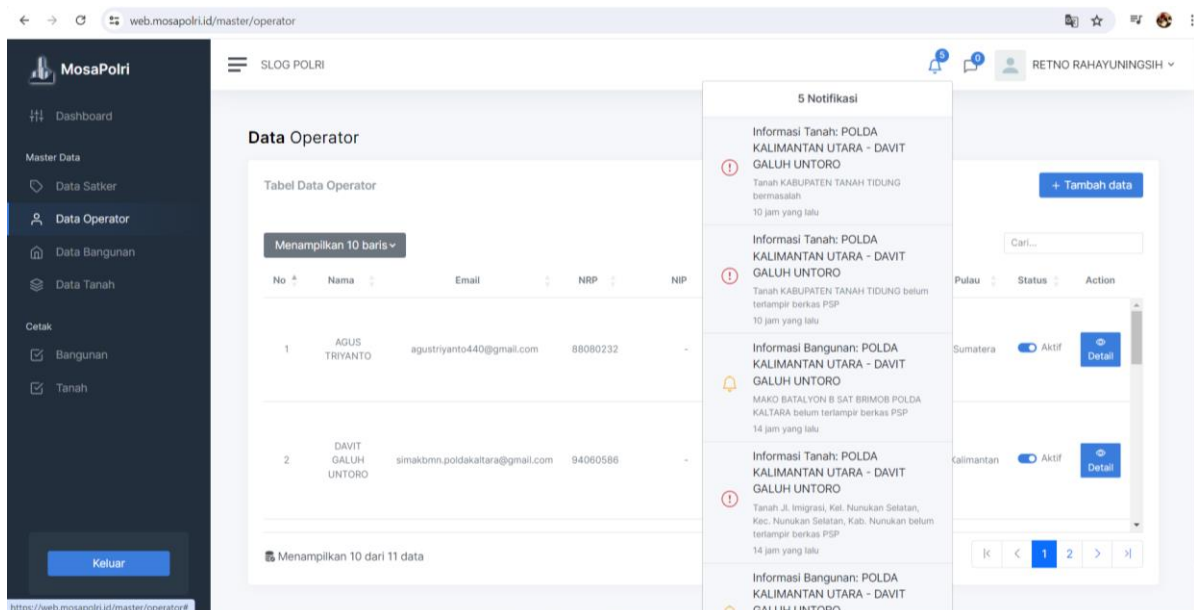 web.mosapolri.id/master/operator
MosaPolri
SLOG POLRI
5
0
RETNO RAHAYUNINGSIH
Dashboard
Master Data
Data Satker
Data Operator
Data Bangunan
Data Tanah
Cetak
Bangunan
Tanah
Keluar
https://web.mosapolri.id/master/operator#
Data Operator
Tabel Data Operator
+ Tambah data
Menampilkan 10 baris
Cari...
No Nama Email NRP NIP Pulau Status Action
1 AGUS TRIYANTO agustriyanto440@gmail.com 88080232 - Sumatera Aktif Detail
2 DAVIT GALUH UNTORO simakbmn.poldakaltara@gmail.com 94060586 - Kalimantan Aktif Detail
Menampilkan 10 dari 11 data
1 2
5 Notifikasi
Informasi Tanah: POLDA
KALIMANTAN UTARA - DAVIT
GALUH UNTORO
Tanah KABUPATEN TANAH TIDUNG
bermasalah
10 jam yang lalu
Informasi Tanah: POLDA
KALIMANTAN UTARA - DAVIT
GALUH UNTORO
Tanah KABUPATEN TANAH TIDUNG belum
terlampir berkas PSP
10 jam yang lalu
Informasi Bangunan: POLDA
KALIMANTAN UTARA - DAVIT
GALUH UNTORO
MAKO BATALYON B SAT BRIMOB POLDA
KALTARA belum terlampir berkas PSP
14 jam yang lalu
Informasi Tanah: POLDA
KALIMANTAN UTARA - DAVIT
GALUH UNTORO
Tanah Jl. Imigrasi, Kel. Nunukan Selatan,
Kec. Nunukan Selatan, Kab. Nunukan belum
terlampir berkas PSP
14 jam yang lalu
Informasi Bangunan: POLDA
KALIMANTAN UTARA - DAVIT
GALUH UNTORO